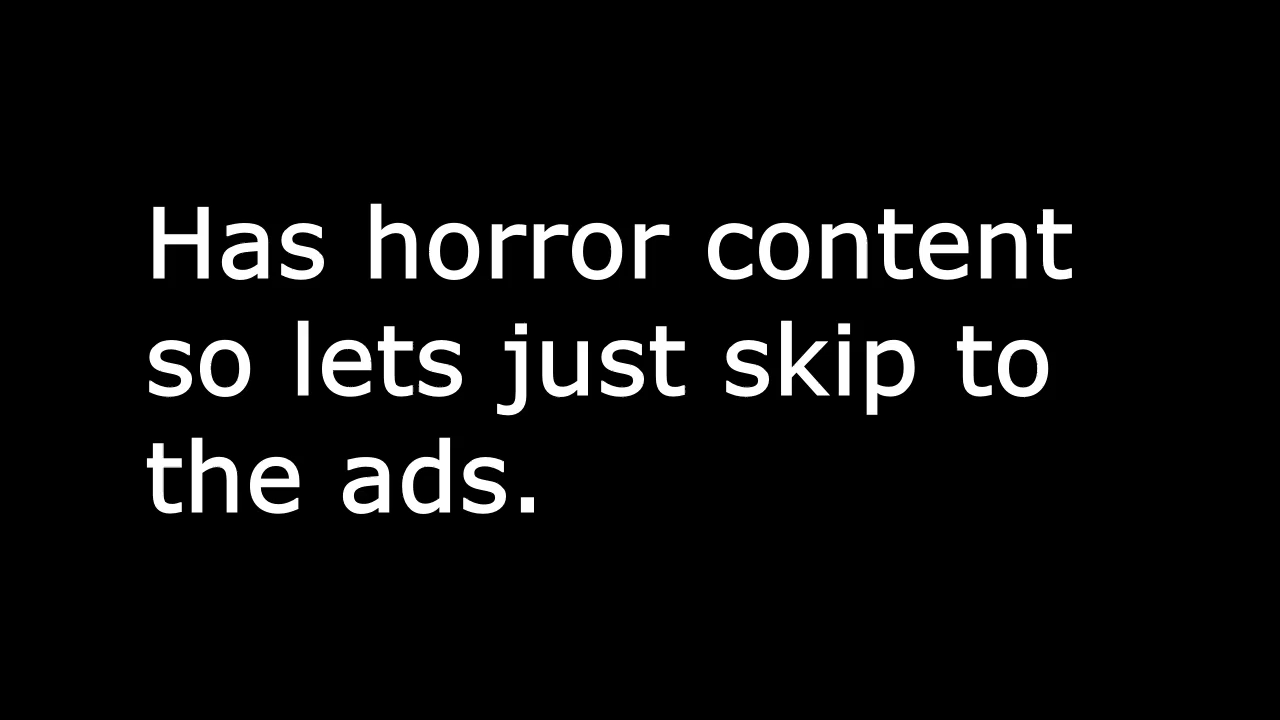 Has horror content
so lets just skip to
the ads.